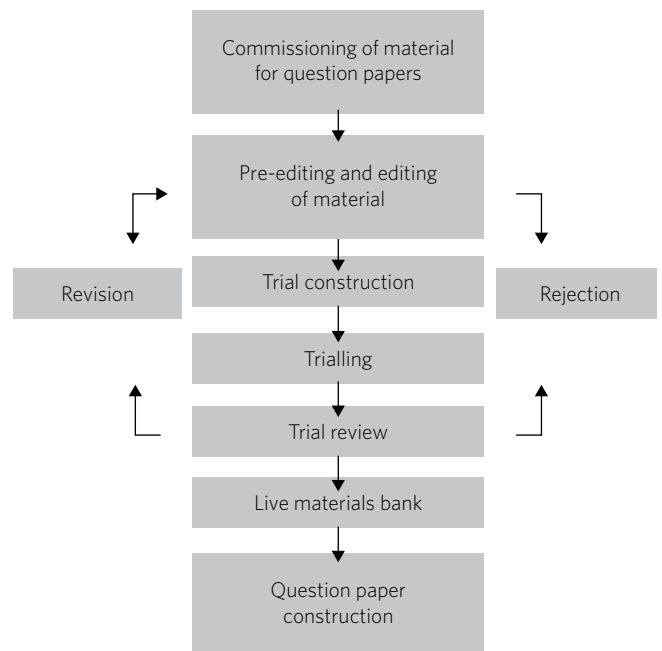 Commissioning of material
for question papers
Pre-editing and editing
of material
Revision
Trial construction
Rejection
Trialling
Trial review
Live materials bank
Question paper
construction